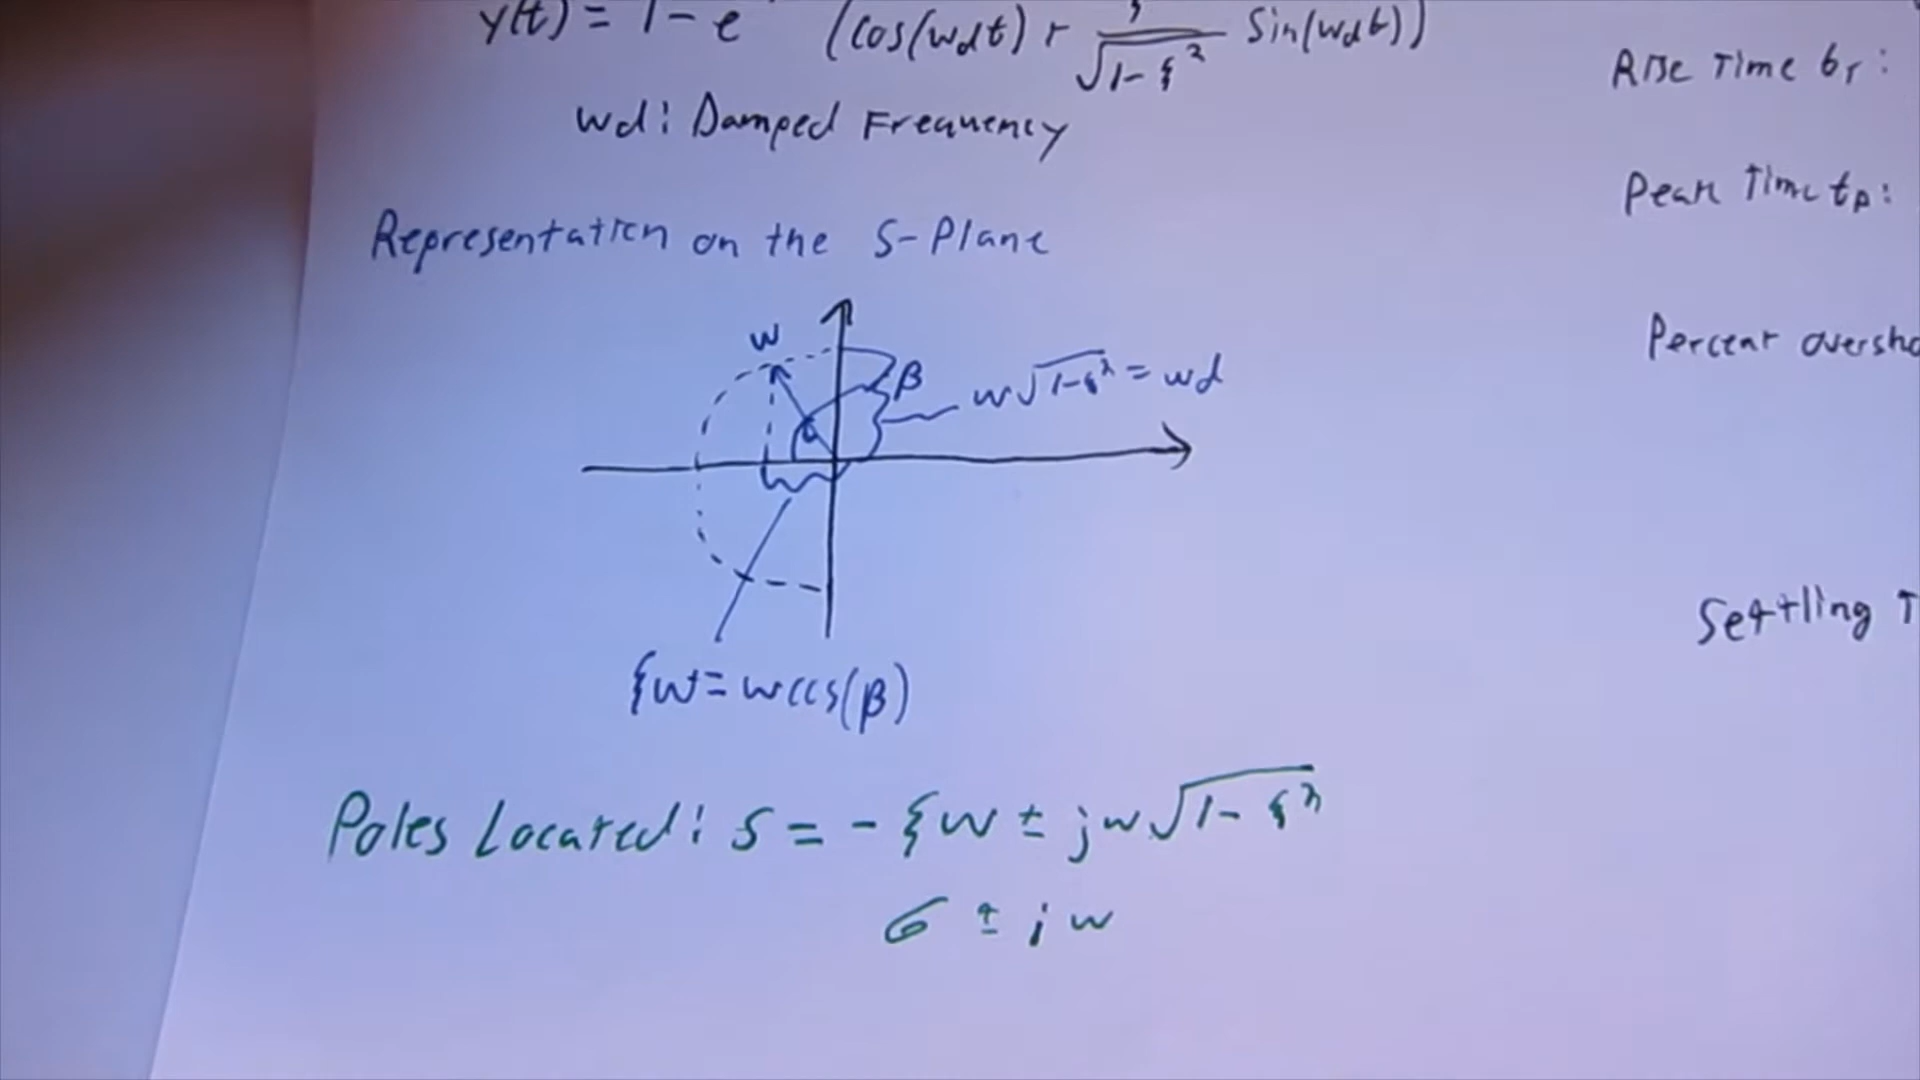 y(t) = 1 - e (cos(wdt) + ξ/√1-ξ² sin(wdt))
wd: Damped Frequency
Representation on the S-Plane
w
β
w√1-ξ² = wd
ξw = wcos(β)
Poles Located: s = - ξw ± jw√1-ξ²
σ ± jw
Rise Time tr:
Peak Time tp:
Percent oversho
Settling T